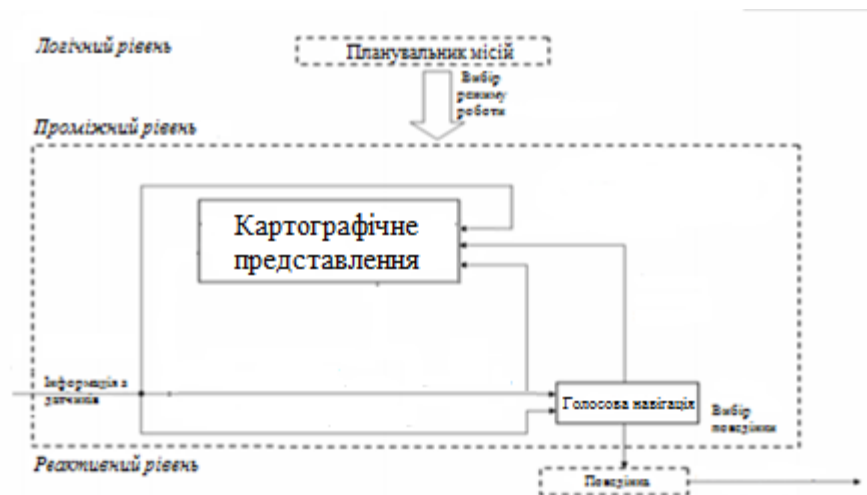 Логічний рівень
Планувальник місій
Вибір
режиму
роботи
Проміжний рівень
Картографічне
представлення
Інформація з
датчиків
Голосова навігація
Вибір
поведінки
Реактивний рівень
Поведінка